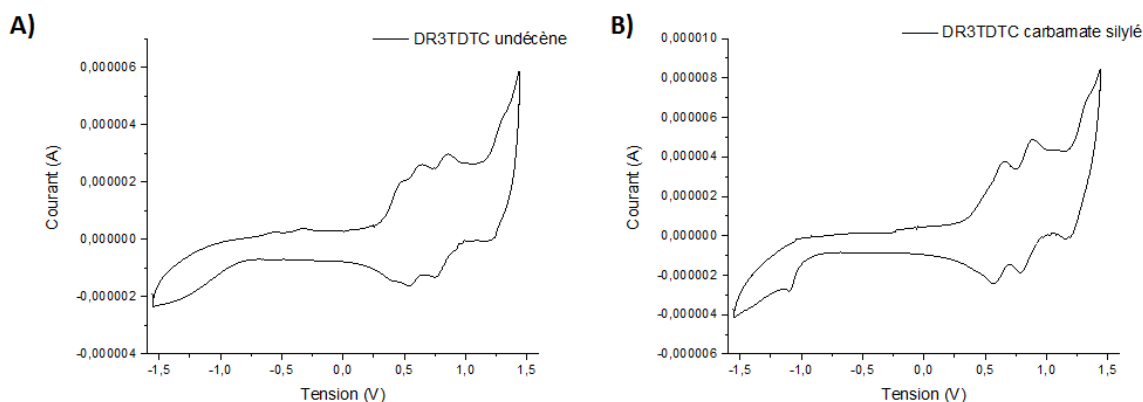 A)
DR3TDTC undécène
0,000006
0,000004
0,000002
0,000000
-0,000002
-0,000004
Courant (A)
-1,5 -1,0 -0,5 0,0 0,5 1,0 1,5
Tension (V)
B)
DR3TDTC carbamate silylé
0,000010
0,000008
0,000006
0,000004
0,000002
0,000000
-0,000002
-0,000004
-0,000006
Courant (A)
-1,5 -1,0 -0,5 0,0 0,5 1,0 1,5
Tension (V)